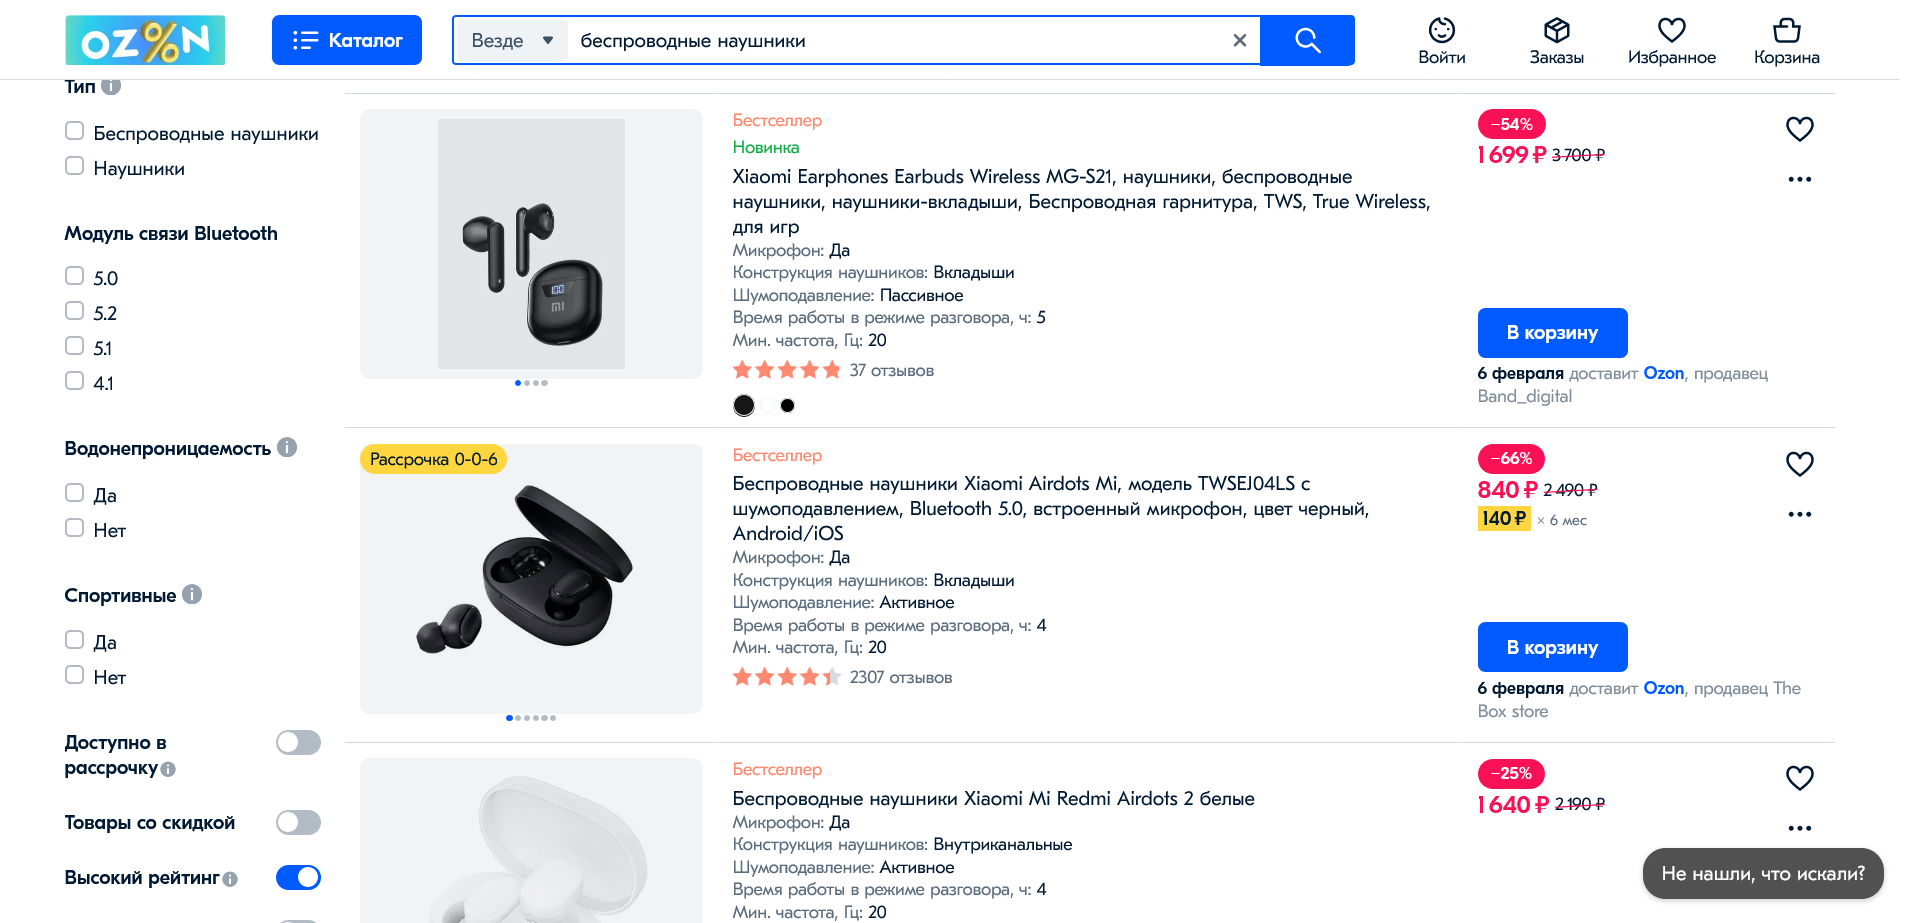 OZ%N
Каталог
Везде
беспроводные наушники
Войти
Заказы
Избранное
Корзина
Тип
Беспроводные наушники
Наушники
Модуль связи Bluetooth
5.0
5.2
5.1
4.1
Водонепроницаемость
Да
Нет
Спортивные
Да
Нет
Доступно в
рассрочку
Товары со скидкой
Высокий рейтинг
100
Бестселлер
Новинка
Xiaomi Earphones Earbuds Wireless MG-S21, наушники, беспроводные
наушники, наушники-вкладыши, Беспроводная гарнитура, TWS, True Wireless,
для игр
Микрофон: Да
Конструкция наушников: Вкладыши
Шумоподавление: Пассивное
Время работы в режиме разговора, ч: 5
Мин. частота, Гц: 20
37 отзывов
−54%
1 699 ₽ 3 700 ₽
В корзину
6 февраля доставит Ozon, продавец
Band_digital
Рассрочка 0-0-6
Бестселлер
Беспроводные наушники Xiaomi Airdots Mi, модель TWSEJ04LS с
шумоподавлением, Bluetooth 5.0, встроенный микрофон, цвет черный,
Android/iOS
Микрофон: Да
Конструкция наушников: Вкладыши
Шумоподавление: Активное
Время работы в режиме разговора, ч: 4
Мин. частота, Гц: 20
2307 отзывов
−66%
840 ₽ 2 490 ₽
140 ₽ × 6 мес
В корзину
6 февраля доставит Ozon, продавец The
Box store
Бестселлер
Беспроводные наушники Xiaomi Mi Redmi Airdots 2 белые
Микрофон: Да
Конструкция наушников: Внутриканальные
Шумоподавление: Активное
Время работы в режиме разговора, ч: 4
Мин. частота, Гц: 20
−25%
1 640 ₽ 2 190 ₽
Не нашли, что искали?